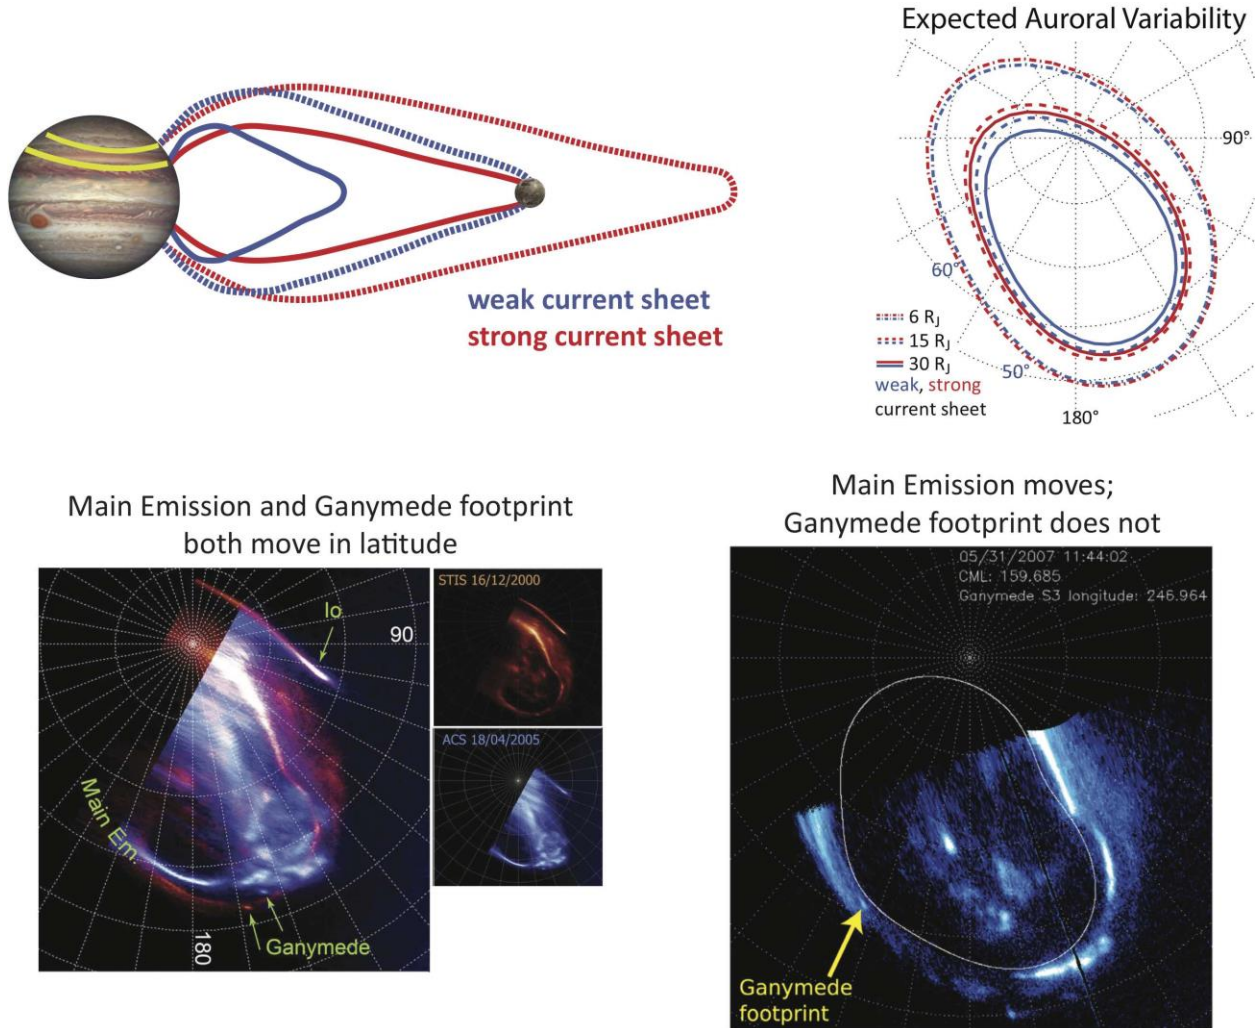 Expected Auroral Variability
90°
weak current sheet
strong current sheet
60°
50°
6 RJ
15 RJ
30 RJ
weak, strong
current sheet
180°
Main Emission and Ganymede footprint
both move in latitude
Io
90
Main Em.
180
Ganymede
STIS 16/12/2000
ACS 18/04/2005
Main Emission moves;
Ganymede footprint does not
05/31/2007 11:44:02
CML: 159.685
Ganymede S3 longitude: 246.964
Ganymede
footprint